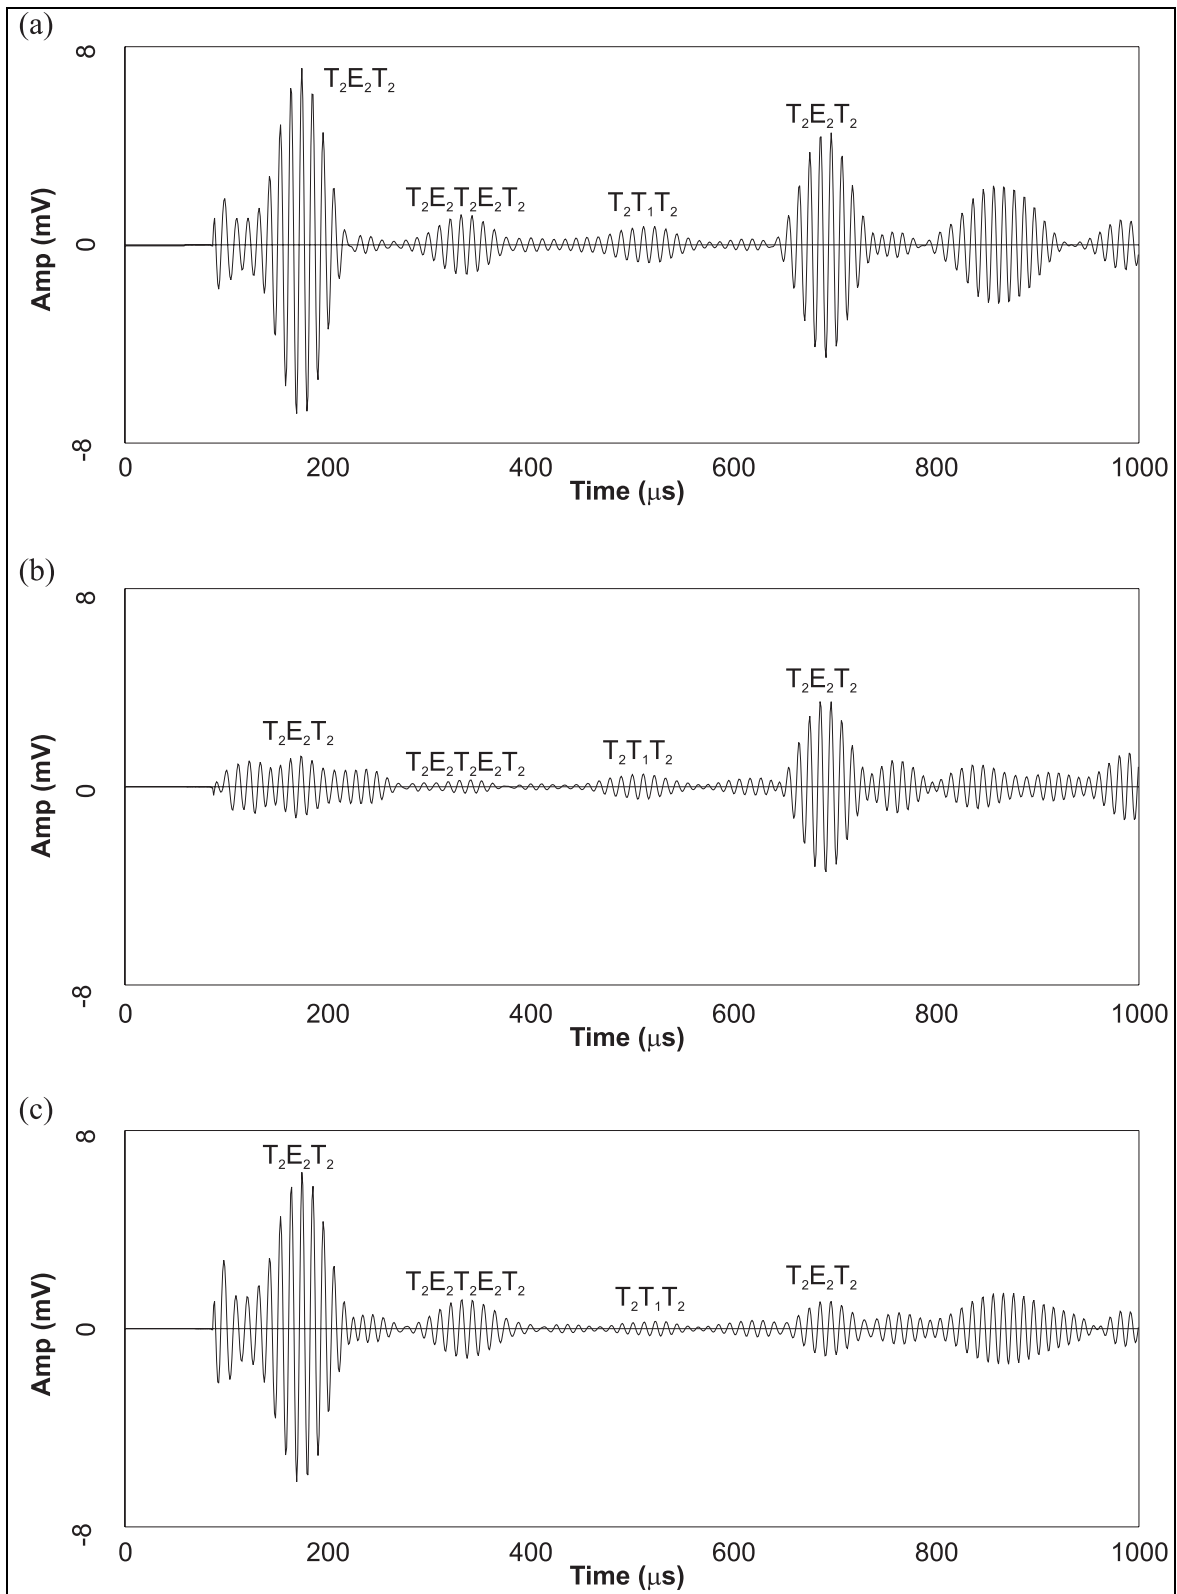 (a)
8
T₂E₂T₂
T₂E₂T₂
T₂E₂T₂E₂T₂
T₂T₁T₂
Amp (mV)
0
-8
0 200 400 600 800 1000
Time (μs)
(b)
8
T₂E₂T₂
T₂E₂T₂
T₂E₂T₂E₂T₂
T₂T₁T₂
Amp (mV)
0
-8
0 200 400 600 800 1000
Time (μs)
(c)
8
T₂E₂T₂
T₂E₂T₂E₂T₂
T₂T₁T₂
T₂E₂T₂
Amp (mV)
0
-8
0 200 400 600 800 1000
Time (μs)